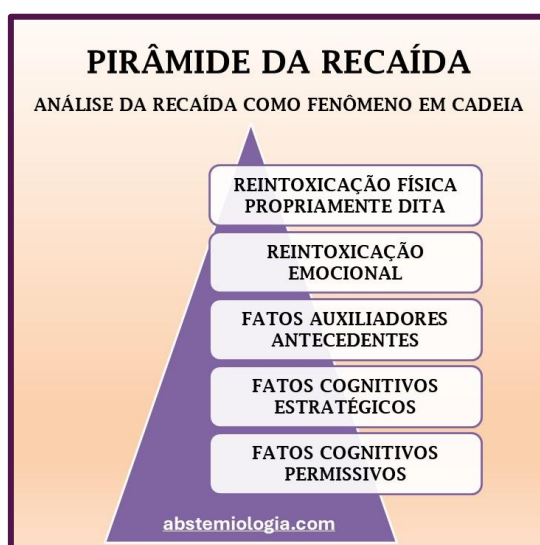 PIRÂMIDE DA RECAÍDA
ANÁLISE DA RECAÍDA COMO FENÔMENO EM CADEIA
REINTOXICAÇÃO FÍSICA
PROPRIAMENTE DITA
REINTOXICAÇÃO
EMOCIONAL
FATOS AUXILIADORES
ANTECEDENTES
FATOS COGNITIVOS
ESTRATÉGICOS
FATOS COGNITIVOS
PERMISSIVOS
abstemiologia.com